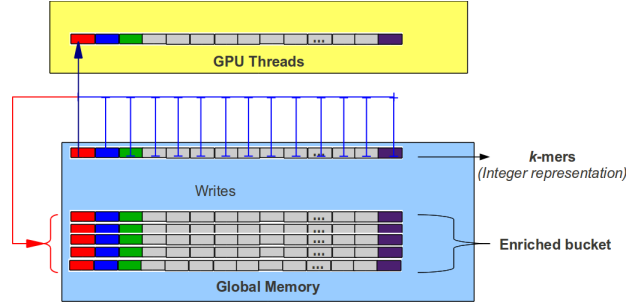 ...
GPU Threads
...
k-mers
(Integer representation)
Writes
...
...
...
...
...
Enriched bucket
Global Memory